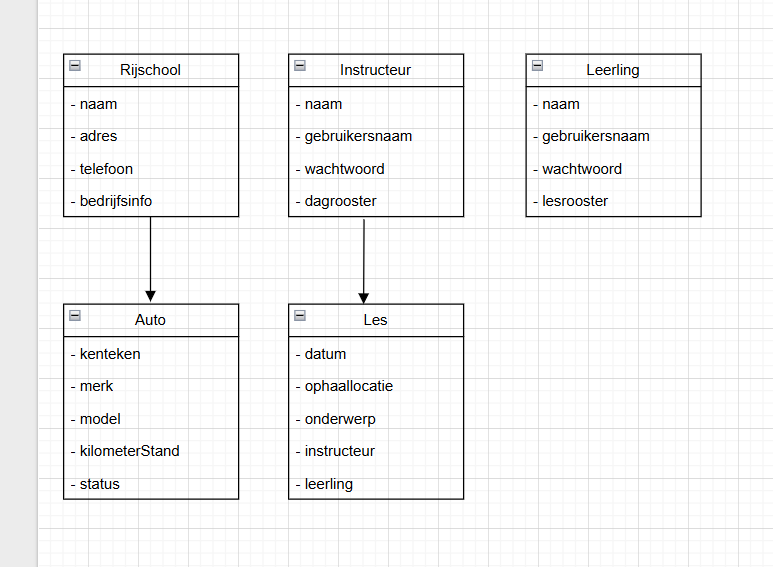 Rijschool
- naam
- adres
- telefoon
- bedrijfsinfo
Instructeur
- naam
- gebruikersnaam
- wachtwoord
- dagrooster
Leerling
- naam
- gebruikersnaam
- wachtwoord
- lesrooster
Auto
- kenteken
- merk
- model
- kilometerStand
- status
Les
- datum
- ophaallocatie
- onderwerp
- instructeur
- leerling